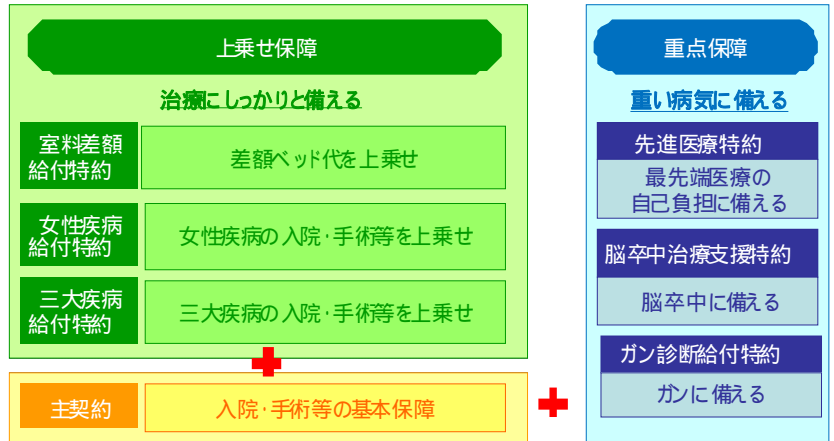 上乗せ保障
治療にしっかりと備える
室料差額
給付特約
差額ベッド代を上乗せ
女性疾病
給付特約
女性疾病の入院・手術等を上乗せ
三大疾病
給付特約
三大疾病の入院・手術等を上乗せ
主契約
入院・手術等の基本保障
重点保障
重い病気に備える
先進医療特約
最先端医療の
自己負担に備える
脳卒中治療支援特約
脳卒中に備える
ガン診断給付特約
ガンに備える